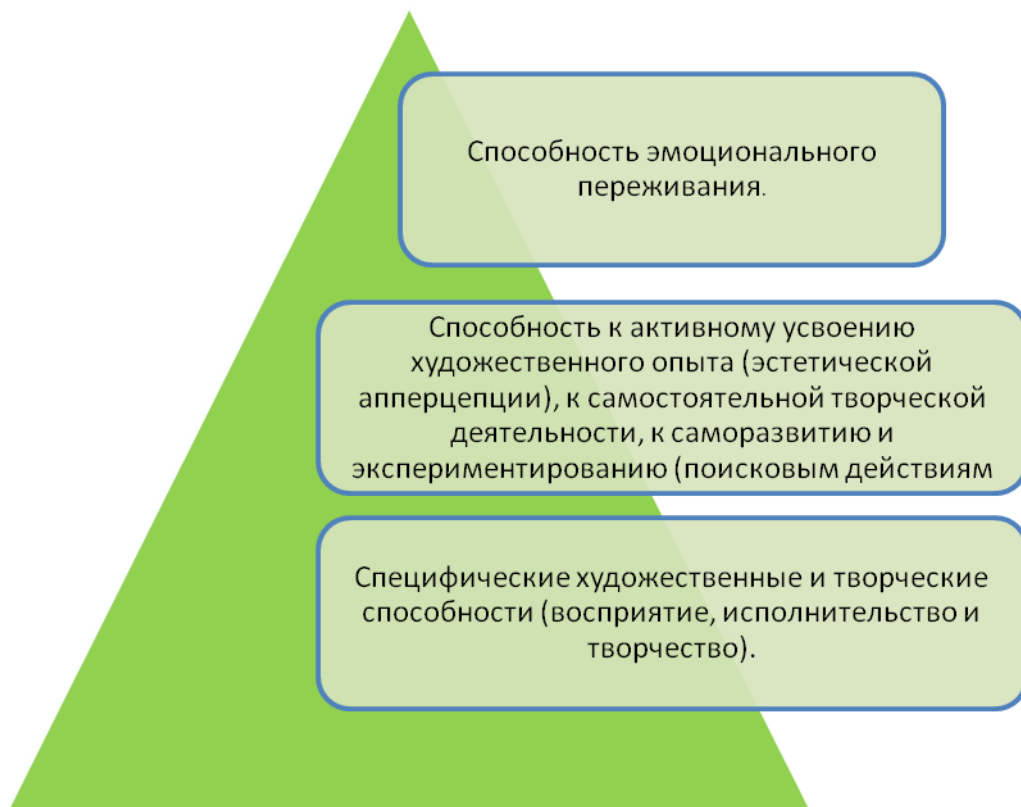 Способность эмоционального
переживания.
Способность к активному усвоению
художественного опыта (эстетической
апперцепции), к самостоятельной творческой
деятельности, к саморазвитию и
экспериментированию (поисковым действиям
Специфические художественные и творческие
способности (восприятие, исполнительство и
творчество).